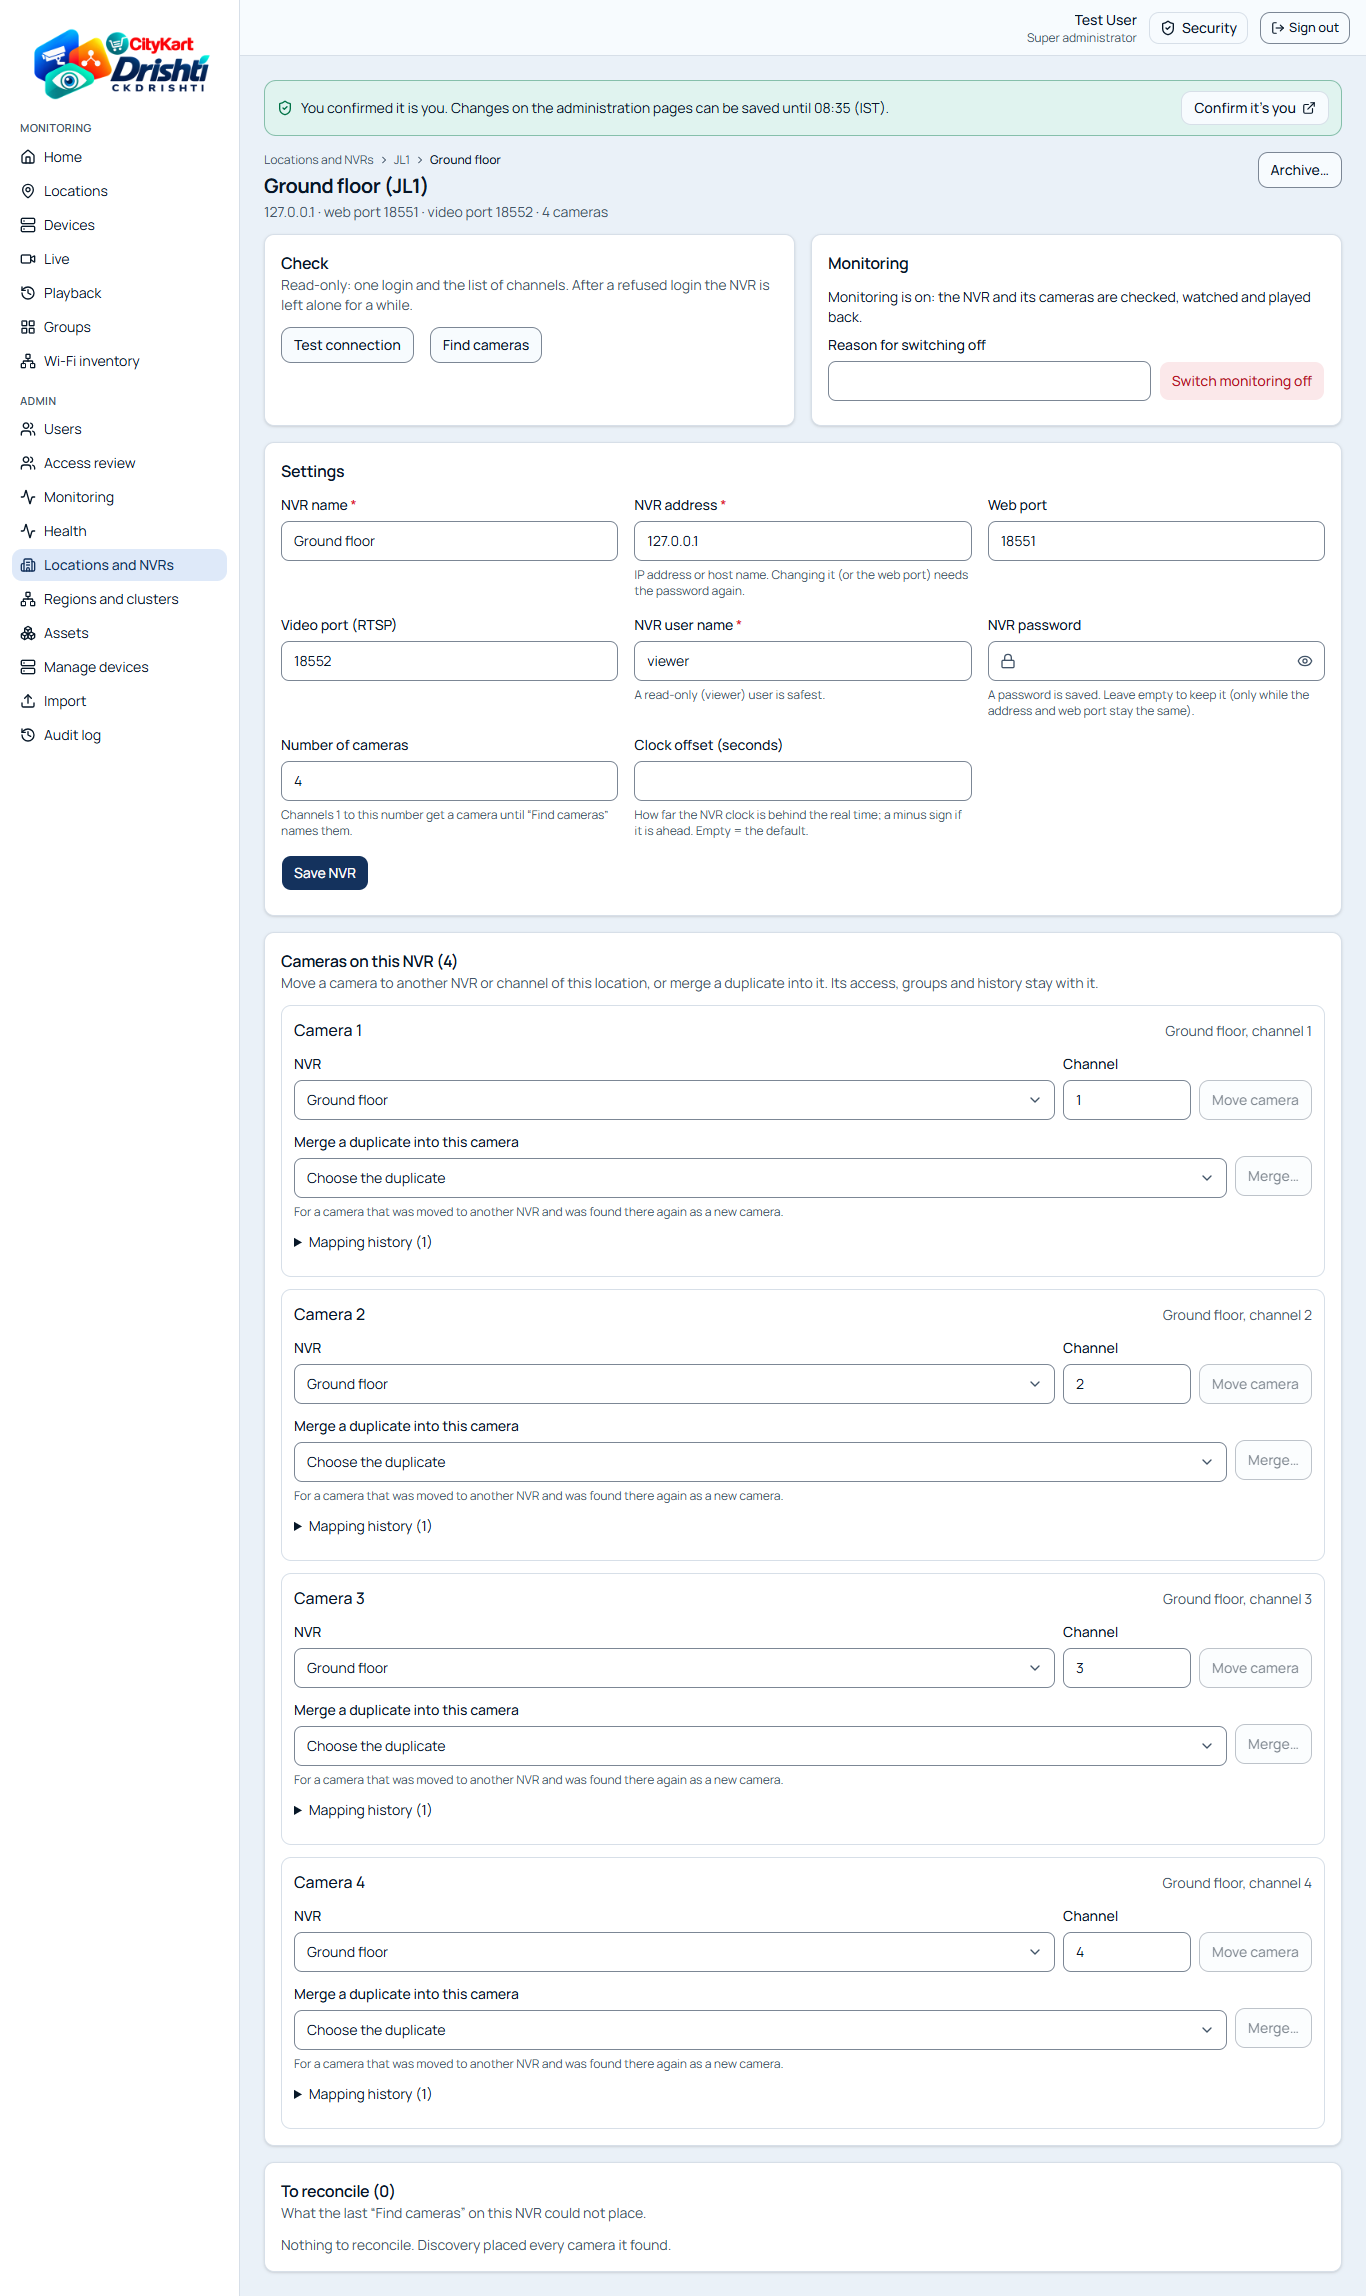 CityKart
Drishti
CKDRISHTI
MONITORING
Home
Locations
Devices
Live
Playback
Groups
Wi-Fi inventory
ADMIN
Users
Access review
Monitoring
Health
Locations and NVRs
Regions and clusters
Assets
Manage devices
Import
Audit log
Test User
Super administrator
Security
Sign out
You confirmed it is you. Changes on the administration pages can be saved until 08:35 (IST).
Confirm it's you
Locations and NVRs > JL1 > Ground floor
Archive...
Ground floor (JL1)
127.0.0.1 · web port 18551 · video port 18552 · 4 cameras
Check
Read-only: one login and the list of channels. After a refused login the NVR is
left alone for a while.
Test connection
Find cameras
Monitoring
Monitoring is on: the NVR and its cameras are checked, watched and played
back.
Reason for switching off
Switch monitoring off
Settings
NVR name *
Ground floor
NVR address *
127.0.0.1
IP address or host name. Changing it (or the web port) needs
the password again.
Web port
18551
Video port (RTSP)
18552
NVR user name *
viewer
A read-only (viewer) user is safest.
NVR password
A password is saved. Leave empty to keep it (only while the
address and web port stay the same).
Number of cameras
4
Channels 1 to this number get a camera until “Find cameras”
names them.
Clock offset (seconds)
How far the NVR clock is behind the real time; a minus sign if
it is ahead. Empty = the default.
Save NVR
Cameras on this NVR (4)
Move a camera to another NVR or channel of this location, or merge a duplicate into it. Its access, groups and history stay with it.
Camera 1
Ground floor, channel 1
NVR
Channel
Ground floor
1
Move camera
Merge a duplicate into this camera
Choose the duplicate
Merge...
For a camera that was moved to another NVR and was found there again as a new camera.
Mapping history (1)
Camera 2
Ground floor, channel 2
NVR
Channel
Ground floor
2
Move camera
Merge a duplicate into this camera
Choose the duplicate
Merge...
For a camera that was moved to another NVR and was found there again as a new camera.
Mapping history (1)
Camera 3
Ground floor, channel 3
NVR
Channel
Ground floor
3
Move camera
Merge a duplicate into this camera
Choose the duplicate
Merge...
For a camera that was moved to another NVR and was found there again as a new camera.
Mapping history (1)
Camera 4
Ground floor, channel 4
NVR
Channel
Ground floor
4
Move camera
Merge a duplicate into this camera
Choose the duplicate
Merge...
For a camera that was moved to another NVR and was found there again as a new camera.
Mapping history (1)
To reconcile (0)
What the last “Find cameras” on this NVR could not place.
Nothing to reconcile. Discovery placed every camera it found.